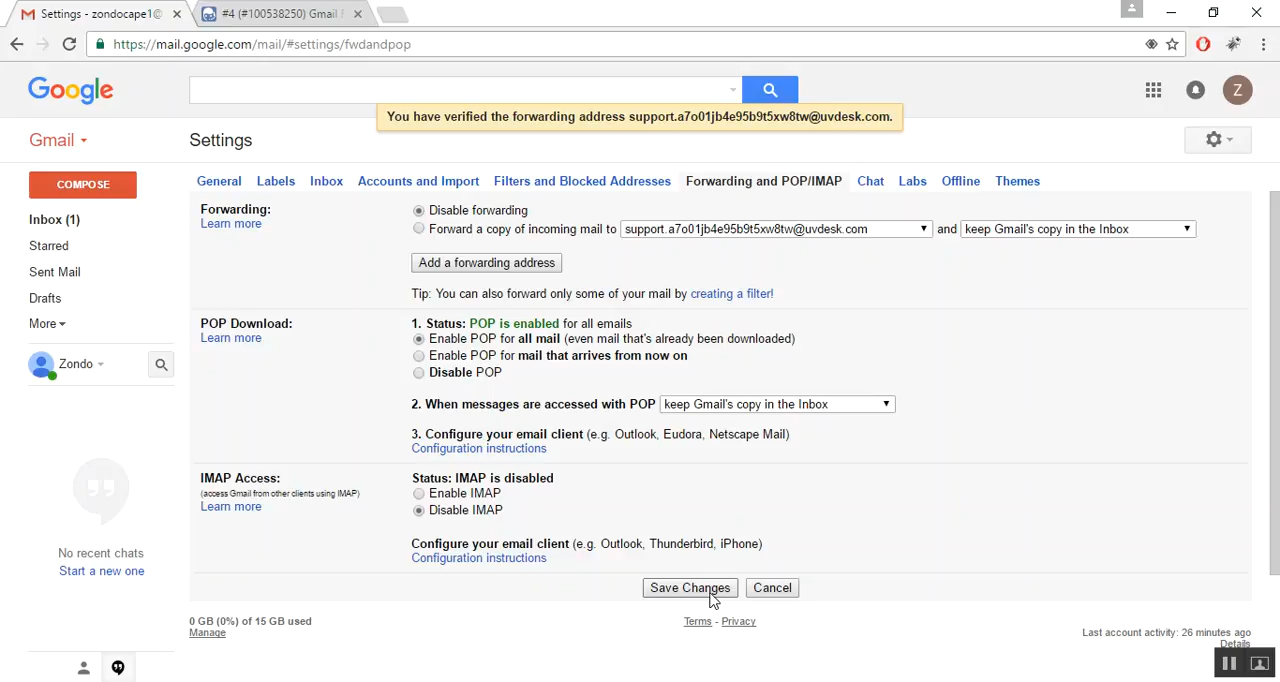 Settings - zondocape1@
#4 (#100538250) Gmail F
https://mail.google.com/mail/#settings/fwdandpop
Google
Z
You have verified the forwarding address support.a7o01jb4e95b9t5xw8tw@uvdesk.com.
Gmail
Settings
COMPOSE
General Labels Inbox Accounts and Import Filters and Blocked Addresses Forwarding and POP/IMAP Chat Labs Offline Themes
Inbox (1)
Starred
Sent Mail
Drafts
More
Zondo
No recent chats
Start a new one
Forwarding:
Learn more
Disable forwarding
Forward a copy of incoming mail to support.a7o01jb4e95b9t5xw8tw@uvdesk.com and keep Gmail's copy in the Inbox
Add a forwarding address
Tip: You can also forward only some of your mail by creating a filter!
POP Download:
Learn more
1. Status: POP is enabled for all emails
Enable POP for all mail (even mail that's already been downloaded)
Enable POP for mail that arrives from now on
Disable POP
2. When messages are accessed with POP keep Gmail's copy in the Inbox
3. Configure your email client (e.g. Outlook, Eudora, Netscape Mail)
Configuration instructions
IMAP Access:
(access Gmail from other clients using IMAP)
Learn more
Status: IMAP is disabled
Enable IMAP
Disable IMAP
Configure your email client (e.g. Outlook, Thunderbird, iPhone)
Configuration instructions
Save Changes Cancel
0 GB (0%) of 15 GB used
Manage
Terms - Privacy
Last account activity: 26 minutes ago
Details